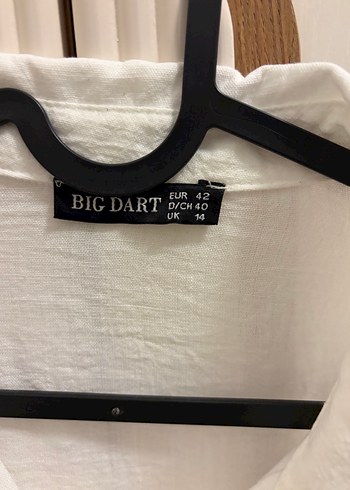 BIG DART
EUR 42
D/CH 40
UK 14